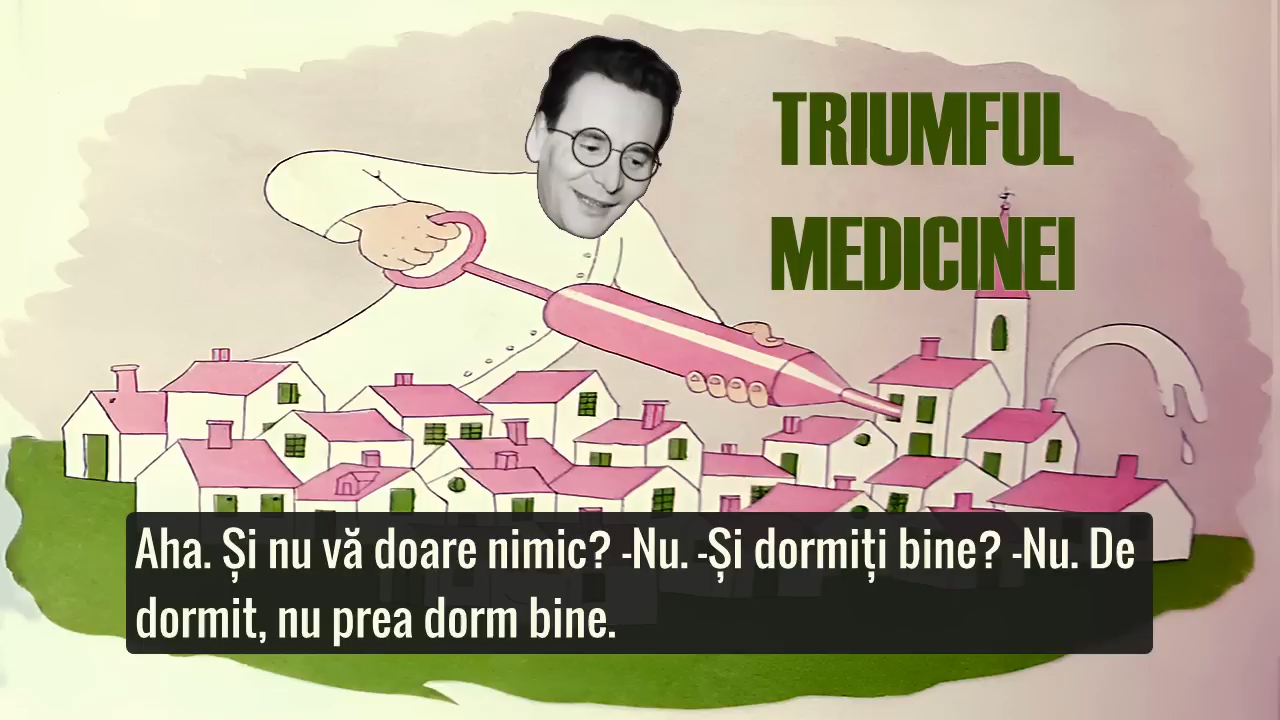 TRIUMFUL
MEDICINEI
Aha. Și nu vă doare nimic? -Nu. -Și dormiți bine? -Nu. De
dormit, nu prea dorm bine.